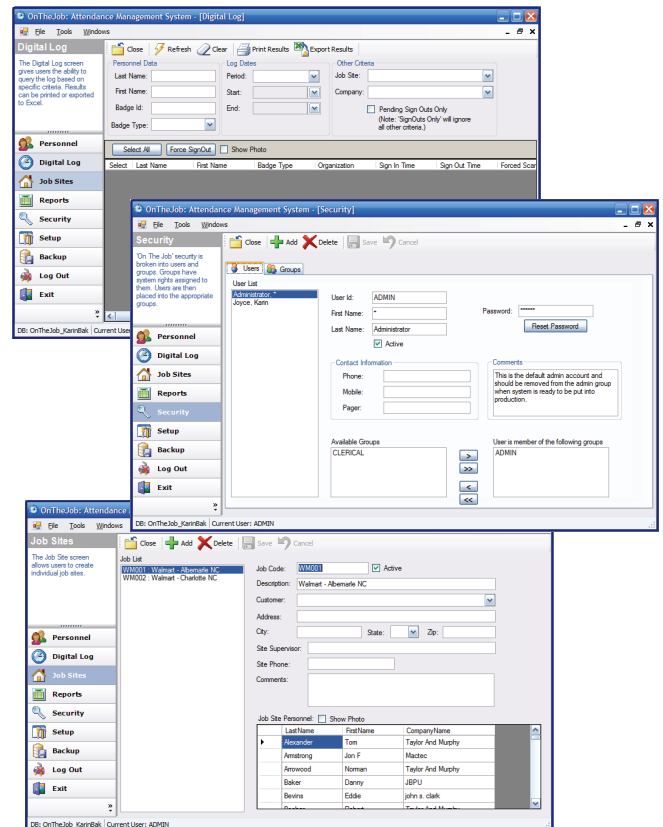 OnTheJob: Attendance Management System - [Digital Log]
File Tools Windows
Digital Log
The Digital Log screen
gives users the ability to
query the log based on
specific criteria. Results
can be printed or exported
to Excel.
Personnel
Digital Log
Job Sites
Reports
Security
Setup
Backup
Log Out
Exit
DB: OnTheJob_KarinBak Current User
Close Refresh Clear Print Results Export Results
Personnel Data Log Dates Other Criteria
Last Name: Period: Job Site:
First Name: Start: Company:
Badge Id: End: Pending Sign Outs Only
(Note: 'SignOuts Only' will ignore
all other criteria.)
Badge Type:
Select All Force SignOut Show Photo
Select Last Name First Name Badge Type Organization Sign In Time Sign Out Time Forced Scan
OnTheJob: Attendance Management System - [Security]
File Tools Windows
Security
'On The Job' security is
broken into users and
groups. Groups have
system rights assigned to
them. Users are then
placed into the appropriate
groups.
Personnel
Digital Log
Job Sites
Reports
Security
Setup
Backup
Log Out
Exit
DB: OnTheJob_KarinBak Current User: ADMIN
Close Add Delete Save Cancel
Users Groups
User List
Administrator, *
Joyce, Karin
User Id: ADMIN
First Name: * Password: ******
Last Name: Administrator Reset Password
Active
Contact Information
Phone:
Mobile:
Pager:
Comments
This is the default admin account and
should be removed from the admin group
when system is ready to be put into
production.
Available Groups
CLERICAL
>
>>
<
<<
User is member of the following groups
ADMIN
OnTheJob: Attendance
File Tools Windows
Job Sites
The Job Site screen
allows users to create
individual job sites.
Personnel
Digital Log
Job Sites
Reports
Security
Setup
Backup
Log Out
Exit
DB: OnTheJob_KarinBak Current User: ADMIN
Close Add Delete Save Cancel
Job List
WM001 : Walmart - Albemarle NC
WM002 : Walmart - Charlotte NC
Job Code: WM001 Active
Description: Walmart - Albemarle NC
Customer:
Address:
City: State: Zip:
Site Supervisor:
Site Phone:
Comments:
Job Site Personnel: Show Photo
LastName FirstName CompanyName
Alexander Tom Taylor And Murphy
Armstrong Jon F Mactec
Arrowood Norman Taylor And Murphy
Baker Danny JBPU
Bevins Eddie john s. clark
Robert Taylor And Murphy